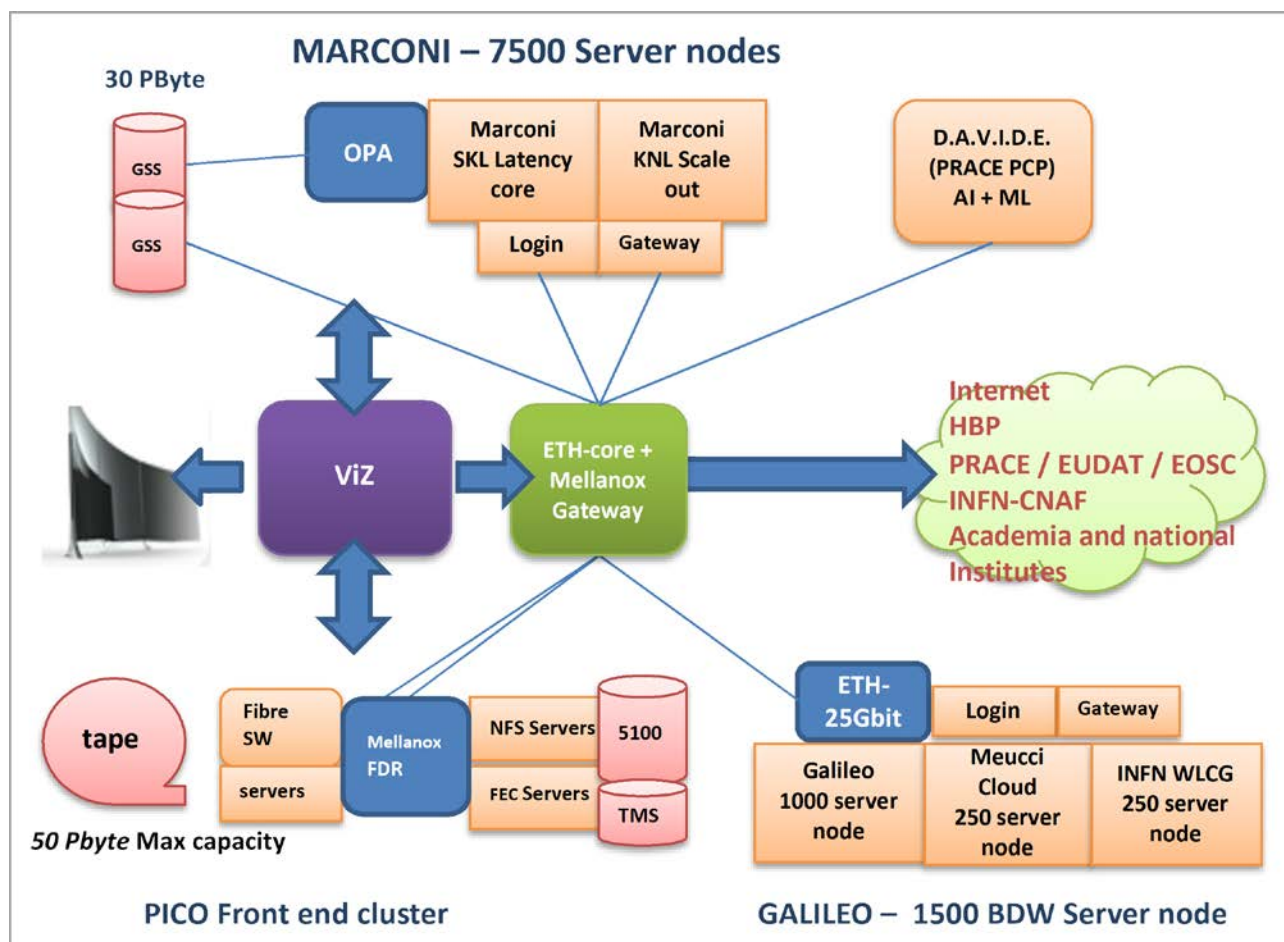 MARCONI – 7500 Server nodes
30 PByte
GSS
GSS
OPA
Marconi
SKL Latency
core
Marconi
KNL Scale
out
Login
Gateway
D.A.V.I.D.E.
(PRACE PCP)
AI + ML
ViZ
ETH-core +
Mellanox
Gateway
Internet
HBP
PRACE / EUDAT / EOSC
INFN-CNAF
Academia and national
Institutes
tape
50 Pbyte Max capacity
Fibre
SW
servers
Mellanox
FDR
NFS Servers
FEC Servers
5100
TMS
PICO Front end cluster
ETH-
25Gbit
Login
Gateway
Galileo
1000 server
node
Meucci
Cloud
250 server
node
INFN WLCG
250 server
node
GALILEO – 1500 BDW Server node